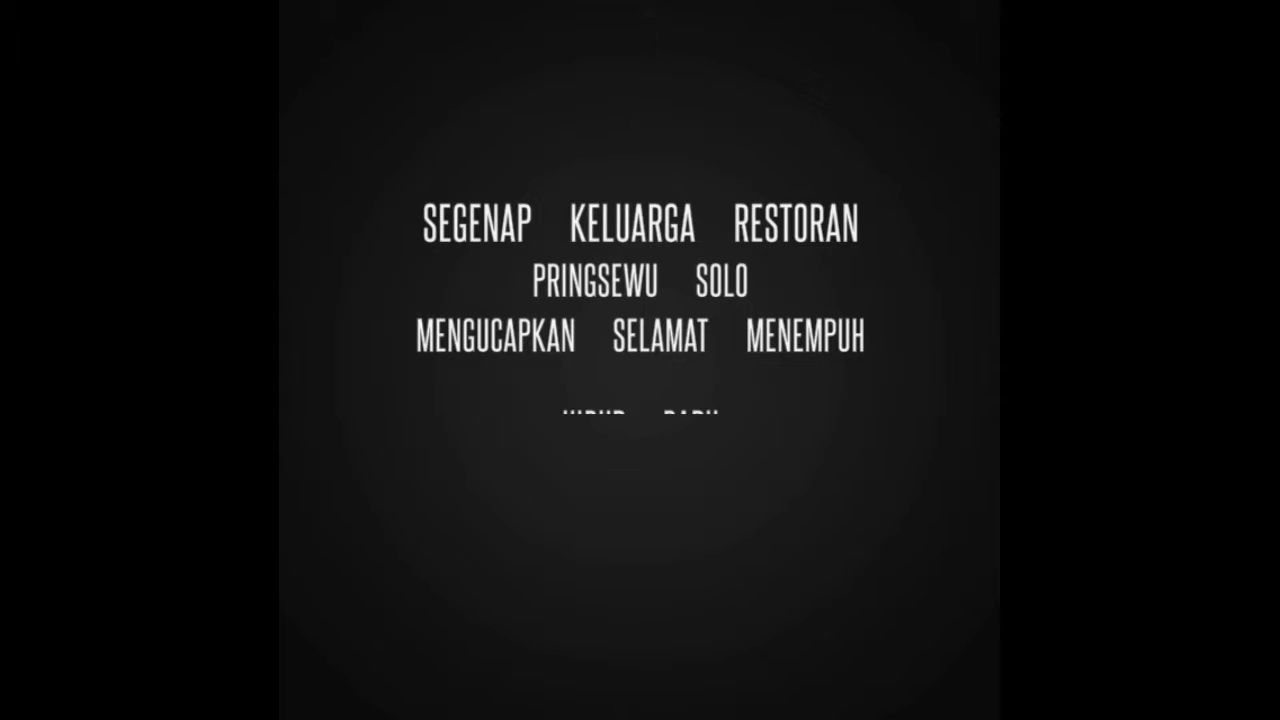 SEGENAP KELUARGA RESTORAN
PRINGSEWU SOLO
MENGUCAPKAN SELAMAT MENEMPUH